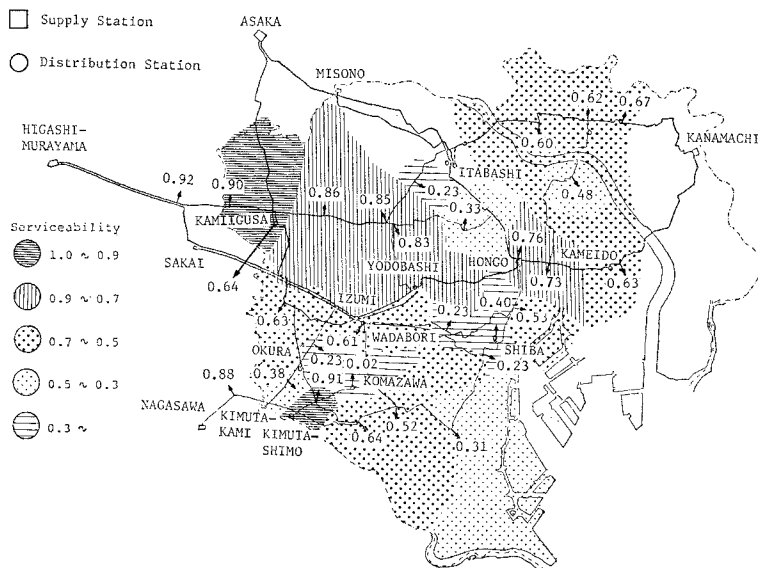 Supply Station
Distribution Station
ASAKA
MISONO
HIGASHI-
MURAYAMA
KANAMACHI
ITABASHI
0.62
0.67
0.60
0.92
0.90
0.86
0.85
0.23
0.33
0.48
0.83
KAMIIGUSA
SAKAI
0.64
YODOBASHI
HONGO
0.76
KAMEIDO
0.73
0.63
Serviceability
1.0 ~ 0.9
0.9 ~ 0.7
0.7 ~ 0.5
0.5 ~ 0.3
0.3 ~
IZUMI
0.40
0.23
0.53
0.63
0.61
WADABORI
SHIBA
OKURA
0.23
0.02
0.23
0.88
0.38
0.91
KOMAZAWA
NAGASAWA
KIMUTA-
KAMI
KIMUTA-
SHIMO
0.64
0.52
0.31